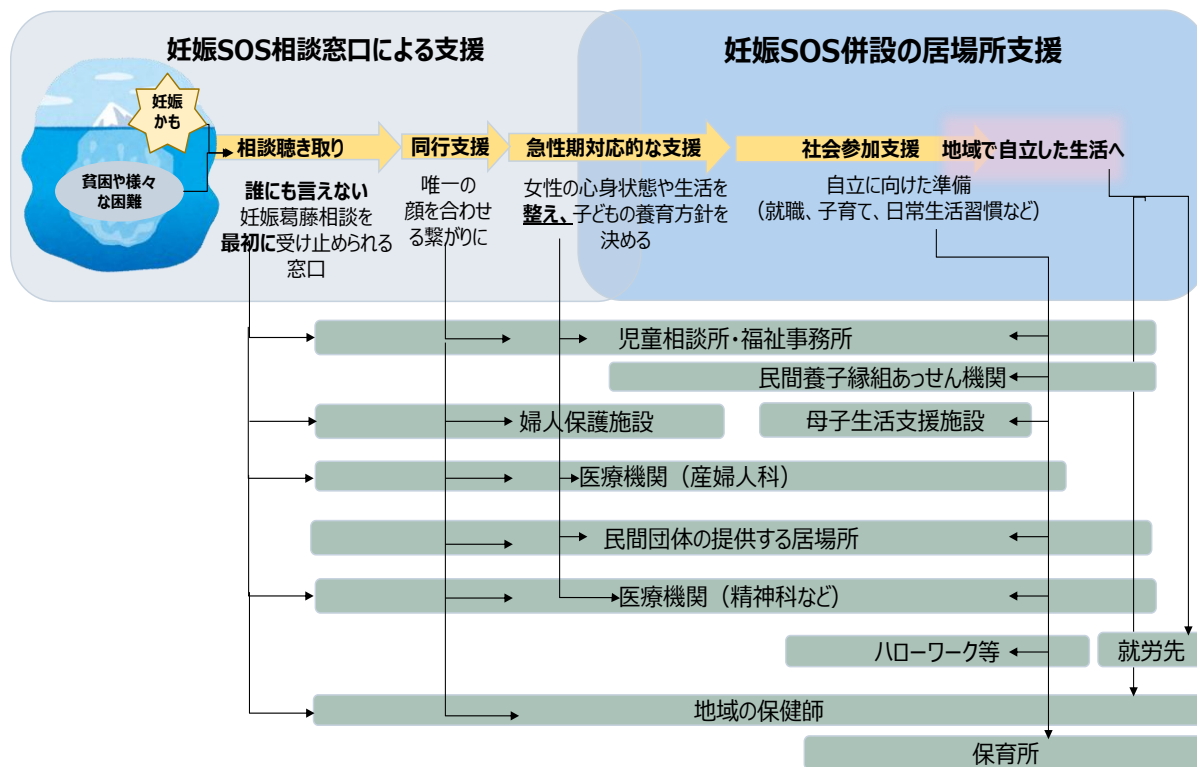 妊娠SOS相談窓口による支援
妊娠SOS併設の居場所支援
妊娠
かも
貧困や様々
な困難
相談聴き取り
同行支援
急性期対応的な支援
社会参加支援
地域で自立した生活へ
誰にも言えない
妊娠葛藤相談を
最初に受け止められる
窓口
唯一の
顔を合わせ
る繋がりに
女性の心身状態や生活を
整え、子どもの養育方針を
決める
自立に向けた準備
（就職、子育て、日常生活習慣など）
児童相談所・福祉事務所
民間養子縁組あっせん機関
婦人保護施設
母子生活支援施設
医療機関（産婦人科）
民間団体の提供する居場所
医療機関（精神科など）
ハローワーク等
就労先
地域の保健師
保育所